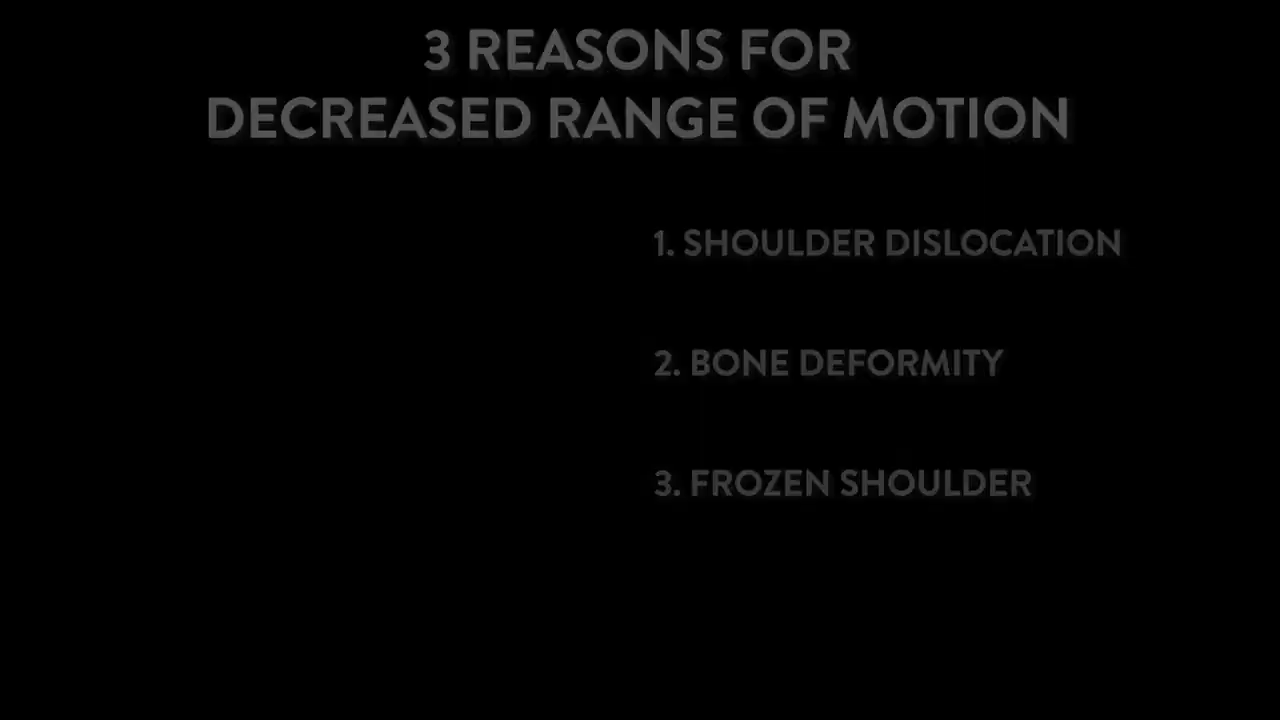 3 REASONS FOR
DECREASED RANGE OF MOTION
1. SHOULDER DISLOCATION
2. BONE DEFORMITY
3. FROZEN SHOULDER